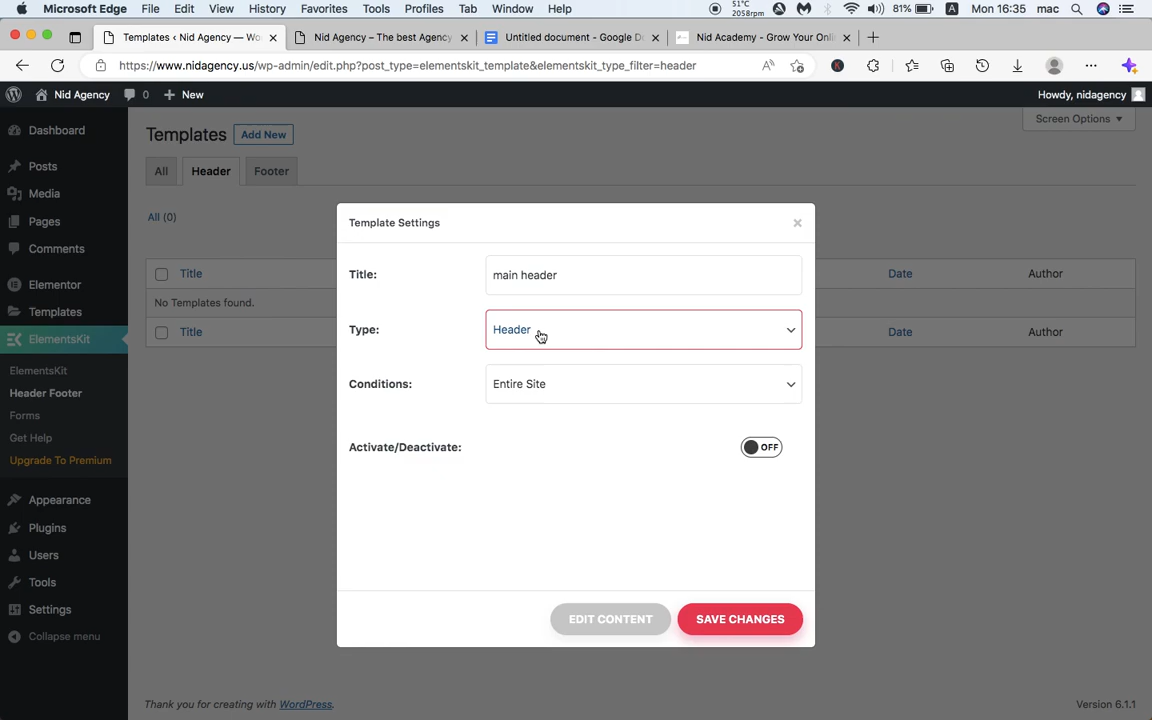 Microsoft Edge File Edit View History Favorites Tools Profiles Tab Window Help 51°C 2058rpm 81% A Mon 16:35 mac
Templates ‹ Nid Agency — Wo
Nid Agency – The best Agency
Untitled document - Google D
Nid Academy - Grow Your Onli
https://www.nidagency.us/wp-admin/edit.php?post_type=elementskit_template&elementskit_type_filter=header
Nid Agency 0 New Howdy, nidagency
Screen Options
Dashboard
Posts
Media
Pages
Comments
Elementor
Templates
ElementsKit
ElementsKit
Header Footer
Forms
Get Help
Upgrade To Premium
Appearance
Plugins
Users
Tools
Settings
Collapse menu
Templates Add New
All Header Footer
All (0)
Title Date Author
No Templates found.
Title Date Author
Template Settings ×
Title: main header
Type: Header
Conditions: Entire Site
Activate/Deactivate: OFF
EDIT CONTENT SAVE CHANGES
Thank you for creating with WordPress. Version 6.1.1